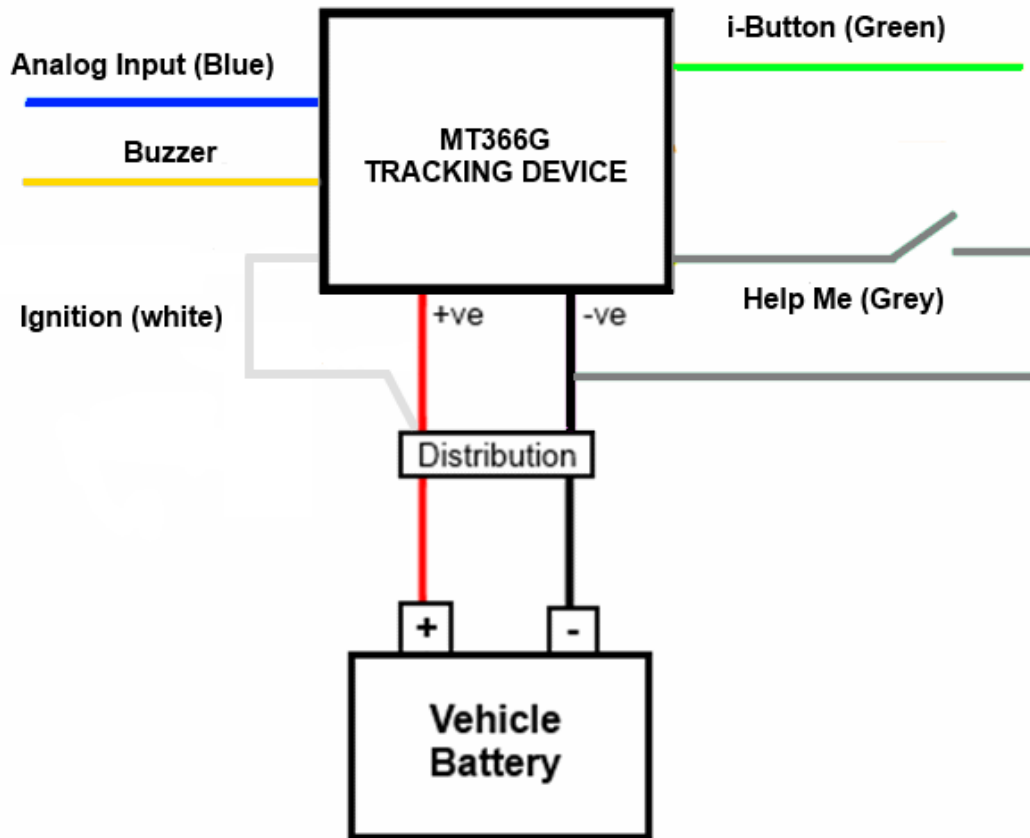 i-Button (Green)
Analog Input (Blue)
MT366G
TRACKING DEVICE
Buzzer
Ignition (white)
+ve
-ve
Help Me (Grey)
Distribution
+
-
Vehicle
Battery